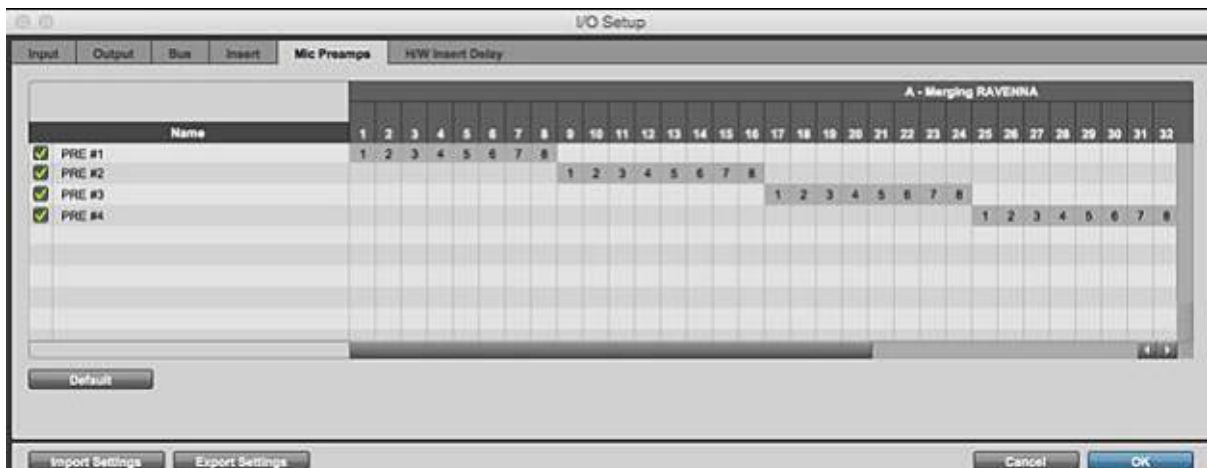 I/O Setup
Input Output Bus Insert Mic Preamps H/W Insert Delay
A - Merging RAVENNA
Name 1 2 3 4 5 6 7 8 9 10 11 12 13 14 15 16 17 18 19 20 21 22 23 24 25 26 27 28 29 30 31 32
PRE #1 1 2 3 4 5 6 7 8
PRE #2 1 2 3 4 5 6 7 8
PRE #3 1 2 3 4 5 6 7 8
PRE #4 1 2 3 4 5 6 7 8
Default
Import Settings Export Settings Cancel OK